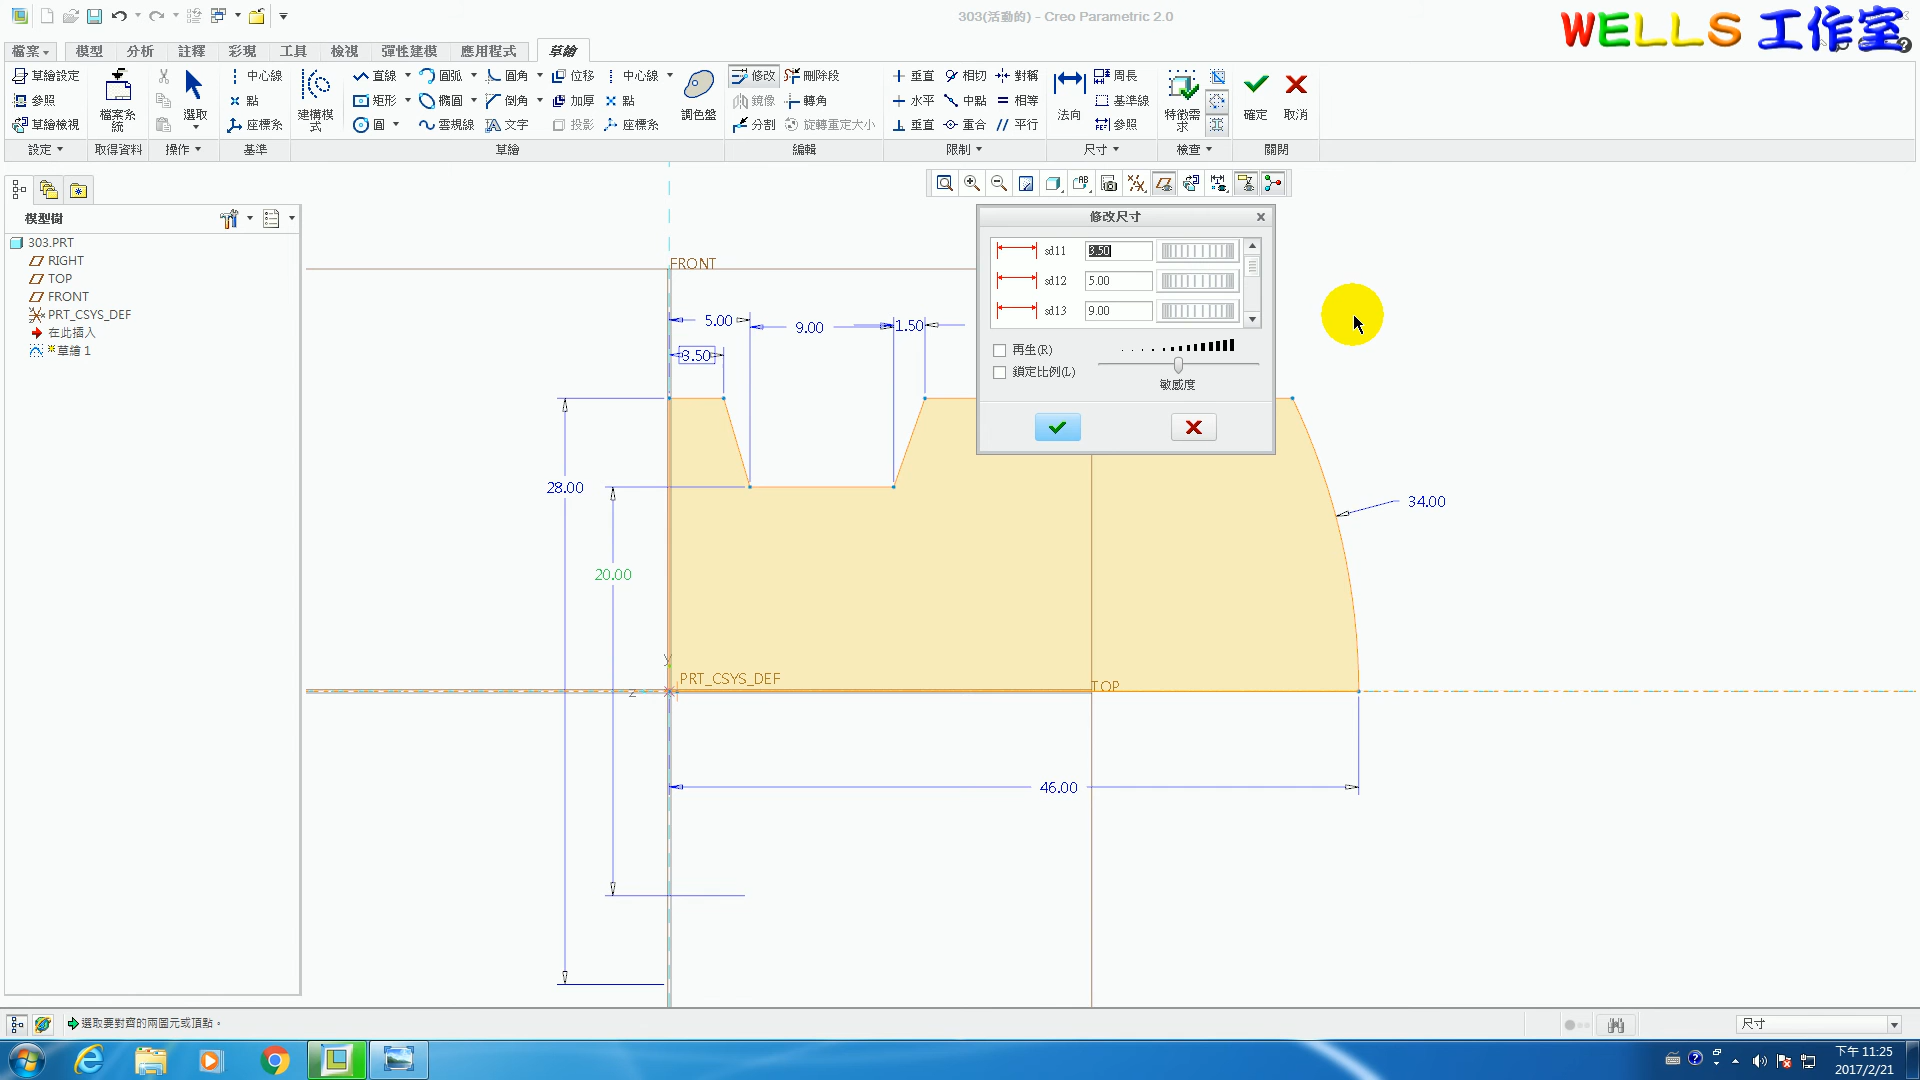 303(活動的) - Creo Parametric 2.0
WELLS 工作室
檔案 模型 分析 註釋 彩現 工具 檢視 彈性建模 應用程式 草繪
草繪設定 中心線 直線 圓弧 圓角 位移 中心線 修改 刪除段 垂直 相切 對稱 周長
參照 點 矩形 橢圓 倒角 加厚 點 鏡像 轉角 水平 中點 相等 基準線
草繪檢視 座標系 圓 雲規線 文字 投影 座標系 分割 旋轉重定大小 垂直 重合 平行 參照
檔案系統 選取 建構模式 調色盤 法向 特徵需求 確定 取消
設定 取得資料 操作 基準 草繪 編輯 限制 尺寸 檢查 關閉
模型樹
303.PRT
RIGHT
TOP
FRONT
PRT_CSYS_DEF
在此插入
草繪 1
修改尺寸
sd11 3.50
sd12 5.00
sd13 9.00
再生(R)
鎖定比例(L)
敏感度
FRONT
5.00 9.00 1.50
3.50
28.00
34.00
20.00
y
PRT_CSYS_DEF
z
TOP
46.00
選取要對齊的兩圖元或頂點。
尺寸
下午 11:25
2017/2/21